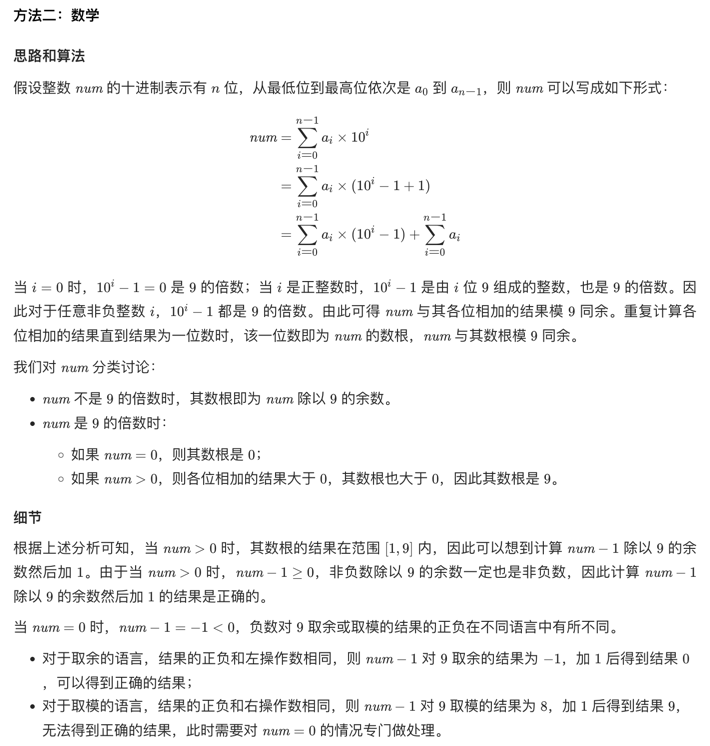 方法二：数学
思路和算法
假设整数 num 的十进制表示有 n 位，从最低位到最高位依次是 a₀ 到 aₙ₋₁，则 num 可以写成如下形式：
num = ∑_{i=0}^{n−1} aᵢ × 10ⁱ
= ∑_{i=0}^{n−1} aᵢ × (10ⁱ − 1 + 1)
= ∑_{i=0}^{n−1} aᵢ × (10ⁱ − 1) + ∑_{i=0}^{n−1} aᵢ
当 i = 0 时，10ⁱ − 1 = 0 是 9 的倍数；当 i 是正整数时，10ⁱ − 1 是由 i 位 9 组成的整数，也是 9 的倍数。因
此对于任意非负整数 i，10ⁱ − 1 都是 9 的倍数。由此可得 num 与其各位相加的结果模 9 同余。重复计算各
位相加的结果直到结果为一位数时，该一位数即为 num 的数根，num 与其数根模 9 同余。
我们对 num 分类讨论：
• num 不是 9 的倍数时，其数根即为 num 除以 9 的余数。
• num 是 9 的倍数时：
◦ 如果 num = 0，则其数根是 0；
◦ 如果 num > 0，则各位相加的结果大于 0，其数根也大于 0，因此其数根是 9。
细节
根据上述分析可知，当 num > 0 时，其数根的结果在范围 [1, 9] 内，因此可以想到计算 num − 1 除以 9 的余
数然后加 1。由于当 num > 0 时，num − 1 ≥ 0，非负数除以 9 的余数一定也是非负数，因此计算 num − 1
除以 9 的余数然后加 1 的结果是正确的。
当 num = 0 时，num − 1 = −1 < 0，负数对 9 取余或取模的结果的正负在不同语言中有所不同。
• 对于取余的语言，结果的正负和左操作数相同，则 num − 1 对 9 取余的结果为 −1，加 1 后得到结果 0
，可以得到正确的结果；
• 对于取模的语言，结果的正负和右操作数相同，则 num − 1 对 9 取模的结果为 8，加 1 后得到结果 9，
无法得到正确的结果，此时需要对 num = 0 的情况专门做处理。